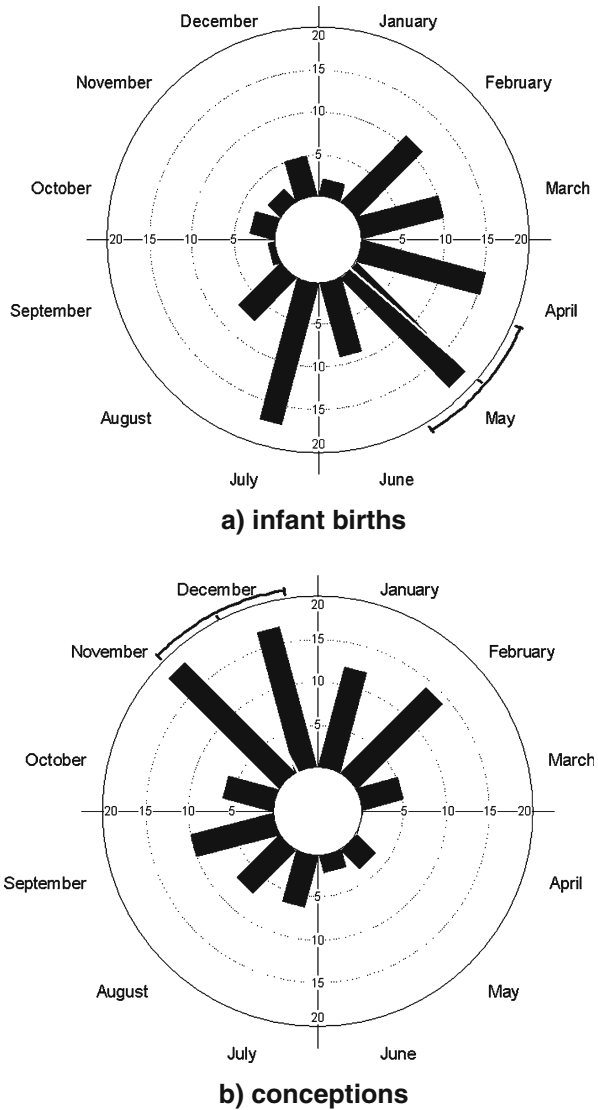 December January
20
November 15 February
10
October 5 March
20 15 10 5 5 10 15 20
September 5 April
10
August 15 May
20
July June
a) infant births
December January
20
November 15 February
10
October 5 March
20 15 10 5 5 10 15 20
September 5 April
10
August 15 May
20
July June
b) conceptions